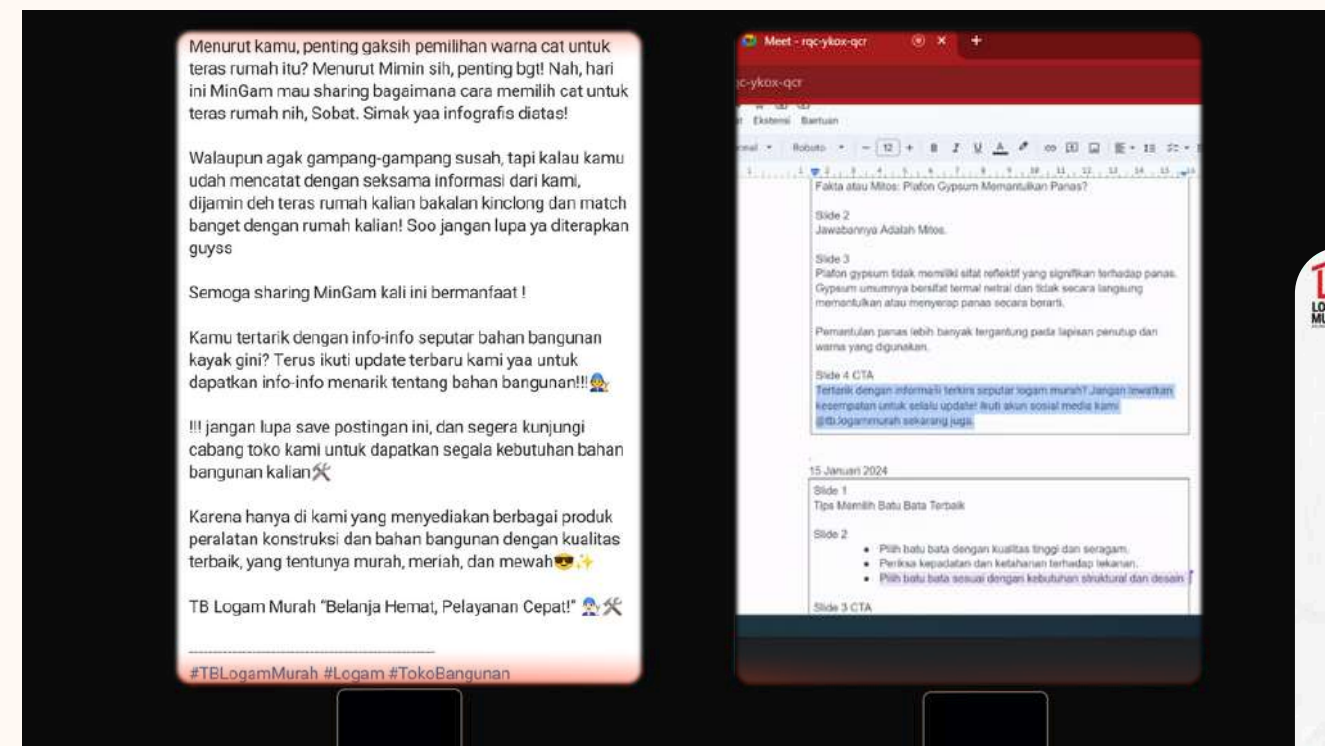 Menurut kamu, penting gaksih pemilihan warna cat untuk
teras rumah itu? Menurut Mimin sih, penting bgt! Nah, hari
ini MinGam mau sharing bagaimana cara memilih cat untuk
teras rumah nih, Sobat. Simak yaa infografis diatas!
Walaupun agak gampang-gampang susah, tapi kalau kamu
udah mencatat dengan seksama informasi dari kami,
dijamin deh teras rumah kalian bakalan kinclong dan match
banget dengan rumah kalian! Soo jangan lupa ya diterapkan
guyss
Semoga sharing MinGam kali ini bermanfaat !
Kamu tertarik dengan info-info seputar bahan bangunan
kayak gini? Terus ikuti update terbaru kami yaa untuk
dapatkan info-info menarik tentang bahan bangunan!!!👩‍🔧
!!! jangan lupa save postingan ini, dan segera kunjungi
cabang toko kami untuk dapatkan segala kebutuhan bahan
bangunan kalian🛠
Karena hanya di kami yang menyediakan berbagai produk
peralatan konstruksi dan bahan bangunan dengan kualitas
terbaik, yang tentunya murah, meriah, dan mewah😎✨
TB Logam Murah "Belanja Hemat, Pelayanan Cepat!" 👨‍🔧🛠
#TBLogamMurah #Logam #TokoBangunan
Meet - rqc-ykox-qcr
c-ykox-qcr
Ekstensi Bantuan
Roboto - 12 + B I U A
Fakta atau Mitos: Plafon Gypsum Memantulkan Panas?
Slide 2
Jawabannya Adalah Mitos.
Slide 3
Plafon gypsum tidak memiliki sifat reflektif yang signifikan terhadap panas.
Gypsum umumnya bersifat termal netral dan tidak secara langsung
memantulkan atau menyerap panas secara berarti.
Pemantulan panas lebih banyak tergantung pada lapisan penutup dan
warna yang digunakan.
Slide 4 CTA
Tertarik dengan informasi terkini seputar logam murah? Jangan lewatkan
kesempatan untuk selalu update! Ikuti akun sosial media kami
@tb.logammurah sekarang juga.
15 Januari 2024
Slide 1
Tips Memilih Batu Bata Terbaik
Slide 2
• Pilih batu bata dengan kualitas tinggi dan seragam.
• Periksa kepadatan dan ketahanan terhadap tekanan.
• Pilih batu bata sesuai dengan kebutuhan struktural dan desain
Slide 3 CTA